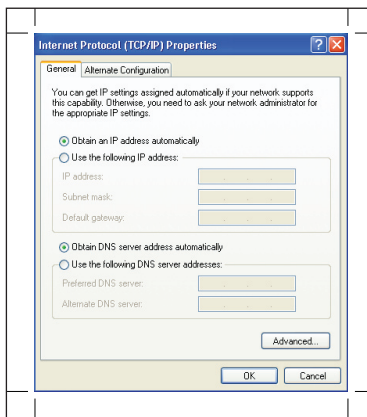 Internet Protocol (TCP/IP) Properties
General
Alternate Configuration
You can get IP settings assigned automatically if your network supports
this capability. Otherwise, you need to ask your network administrator for
the appropriate IP settings.
Obtain an IP address automatically
Use the following IP address:
IP address:
Subnet mask:
Default gateway:
Obtain DNS server address automatically
Use the following DNS server addresses:
Preferred DNS server:
Alternate DNS server:
Advanced...
OK
Cancel